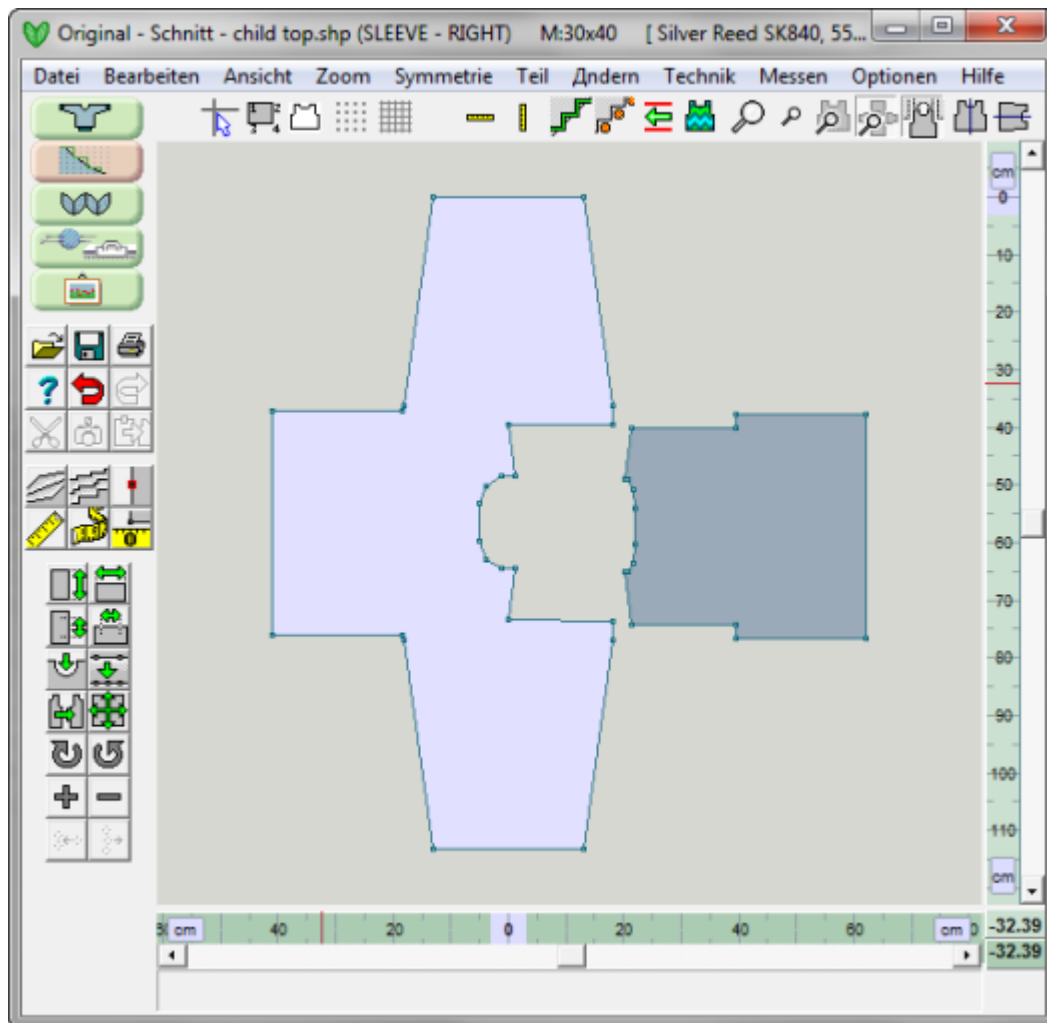 Original - Schnitt - child top.shp (SLEEVE - RIGHT) M:30x40 [ Silver Reed SK840, 55...
Datei Bearbeiten Ansicht Zoom Symmetrie Teil Дndern Technik Messen Optionen Hilfe
cm
0
10
20
30
40
50
60
70
80
90
100
110
cm
cm 40 20 0 20 40 60 cm
-32.39
-32.39